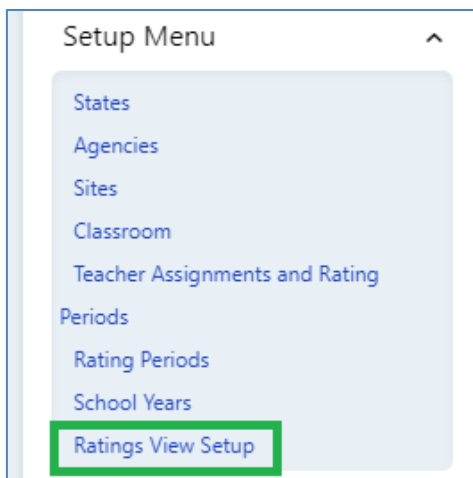 Setup Menu
States
Agencies
Sites
Classroom
Teacher Assignments and Rating
Periods
Rating Periods
School Years
Ratings View Setup